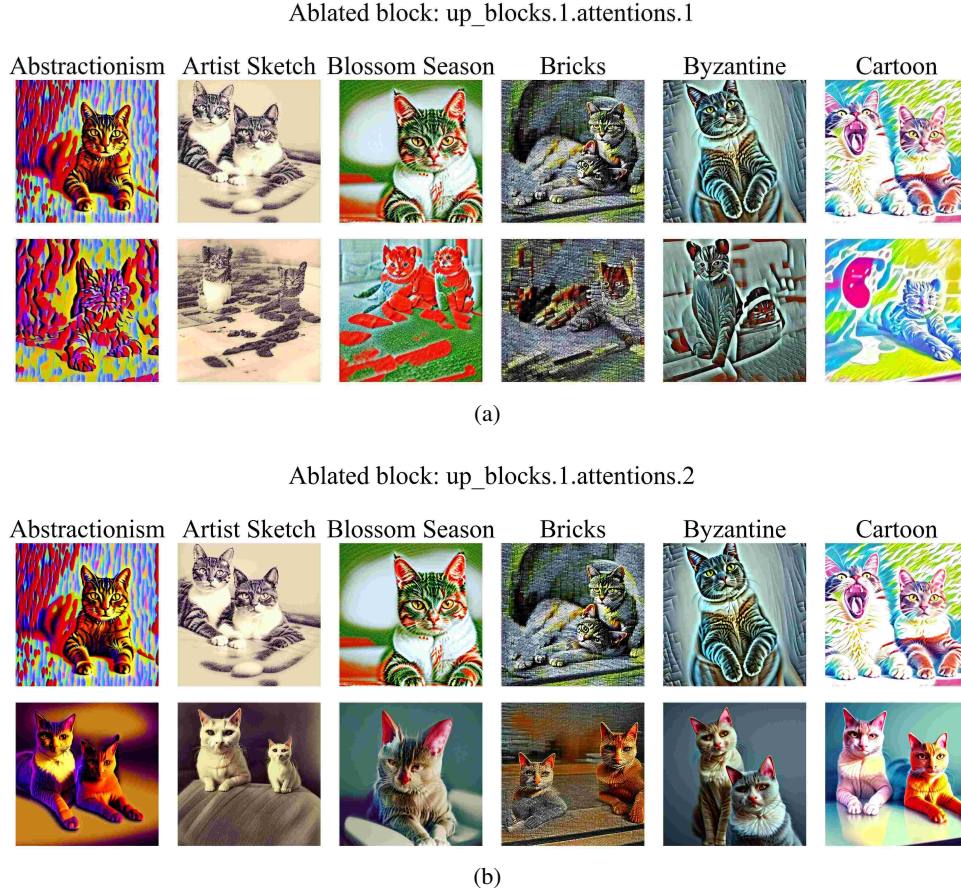 Ablated block: up_blocks.1.attentions.1
Abstractionism Artist Sketch Blossom Season Bricks Byzantine Cartoon
(a)
Ablated block: up_blocks.1.attentions.2
Abstractionism Artist Sketch Blossom Season Bricks Byzantine Cartoon
(b)